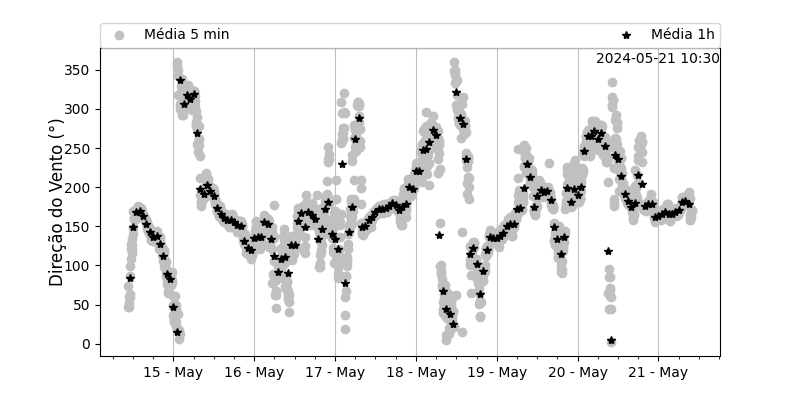 Média 5 min
Média 1h
2024-05-21 10:30
Direção do Vento (°)
350
300
250
200
150
100
50
0
15 - May
16 - May
17 - May
18 - May
19 - May
20 - May
21 - May